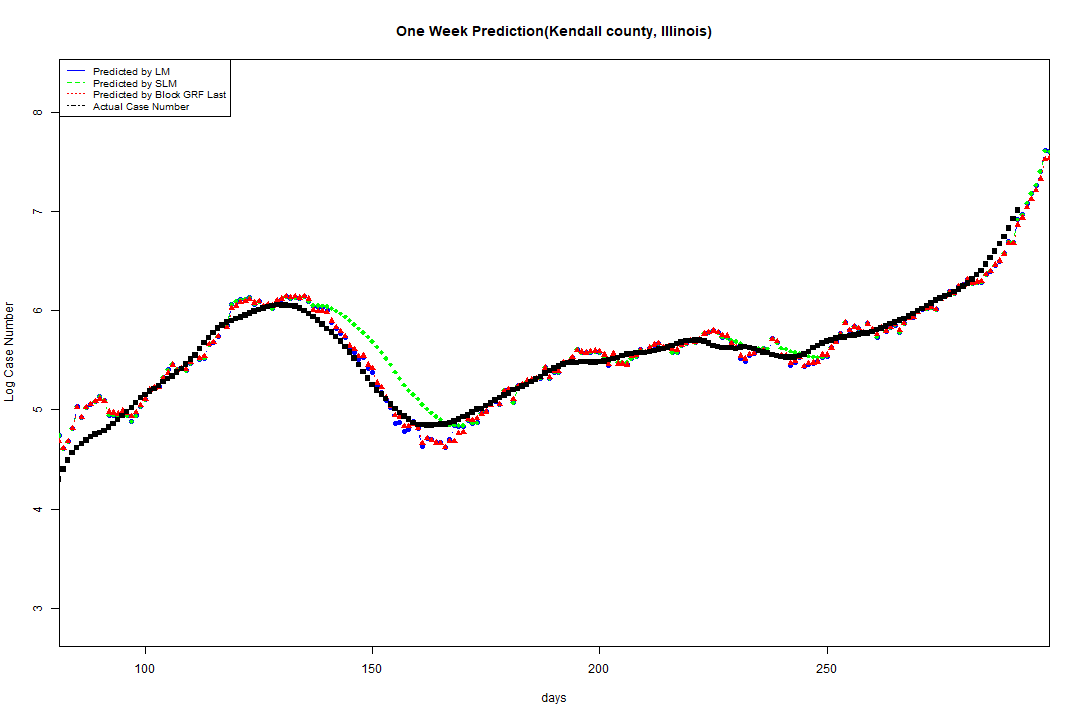 One Week Prediction(Kendall county, Illinois)
Predicted by LM
Predicted by SLM
Predicted by Block GRF Last
Actual Case Number
8
7
6
5
4
3
Log Case Number
100 150 200 250
days